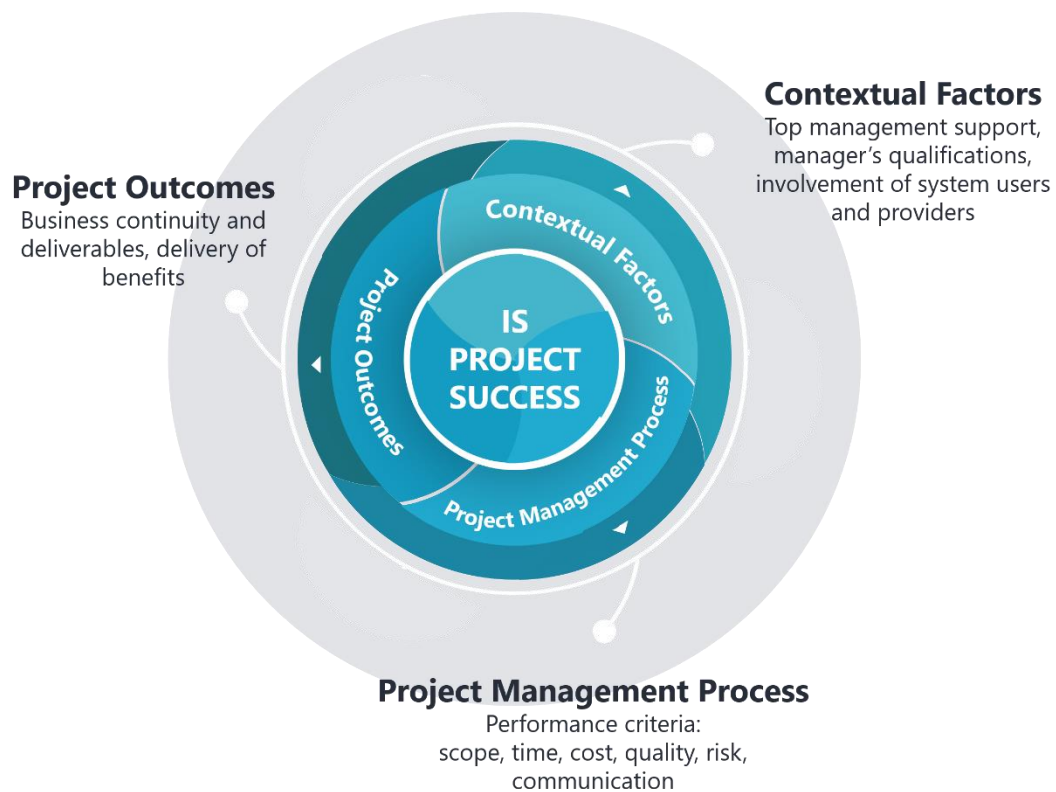 Contextual Factors
Top management support,
manager’s qualifications,
involvement of system users
and providers
Project Outcomes
Business continuity and
deliverables, delivery of
benefits
Contextual Factors
Project Outcomes
IS
PROJECT
SUCCESS
Project Management Process
Project Management Process
Performance criteria:
scope, time, cost, quality, risk,
communication